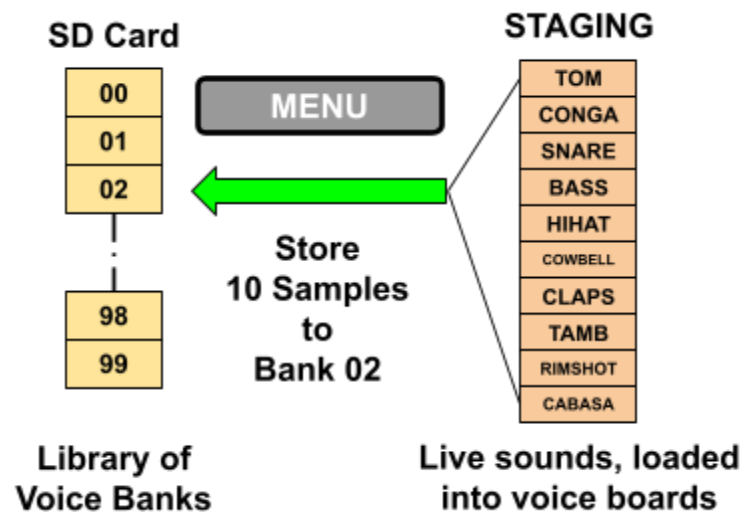 SD Card
00
01
02
98
99
Library of
Voice Banks
MENU
Store
10 Samples
to
Bank 02
STAGING
TOM
CONGA
SNARE
BASS
HIHAT
COWBELL
CLAPS
TAMB
RIMSHOT
CABASA
Live sounds, loaded
into voice boards